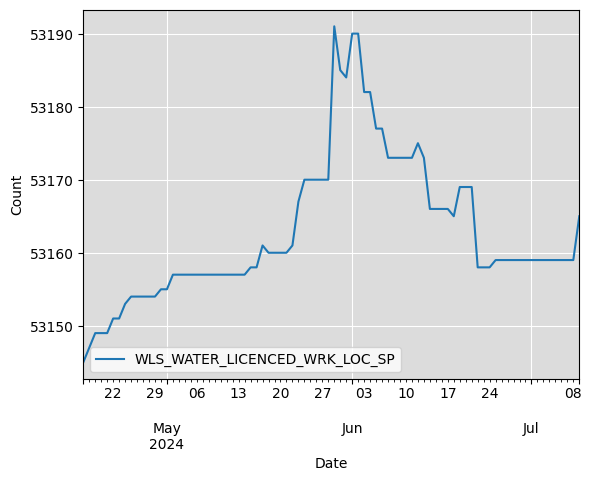 53190
53180
53170
53160
53150
Count
WLS_WATER_LICENCED_WRK_LOC_SP
22 29 06 13 20 27 03 10 17 24 08
May Jun Jul
2024
Date